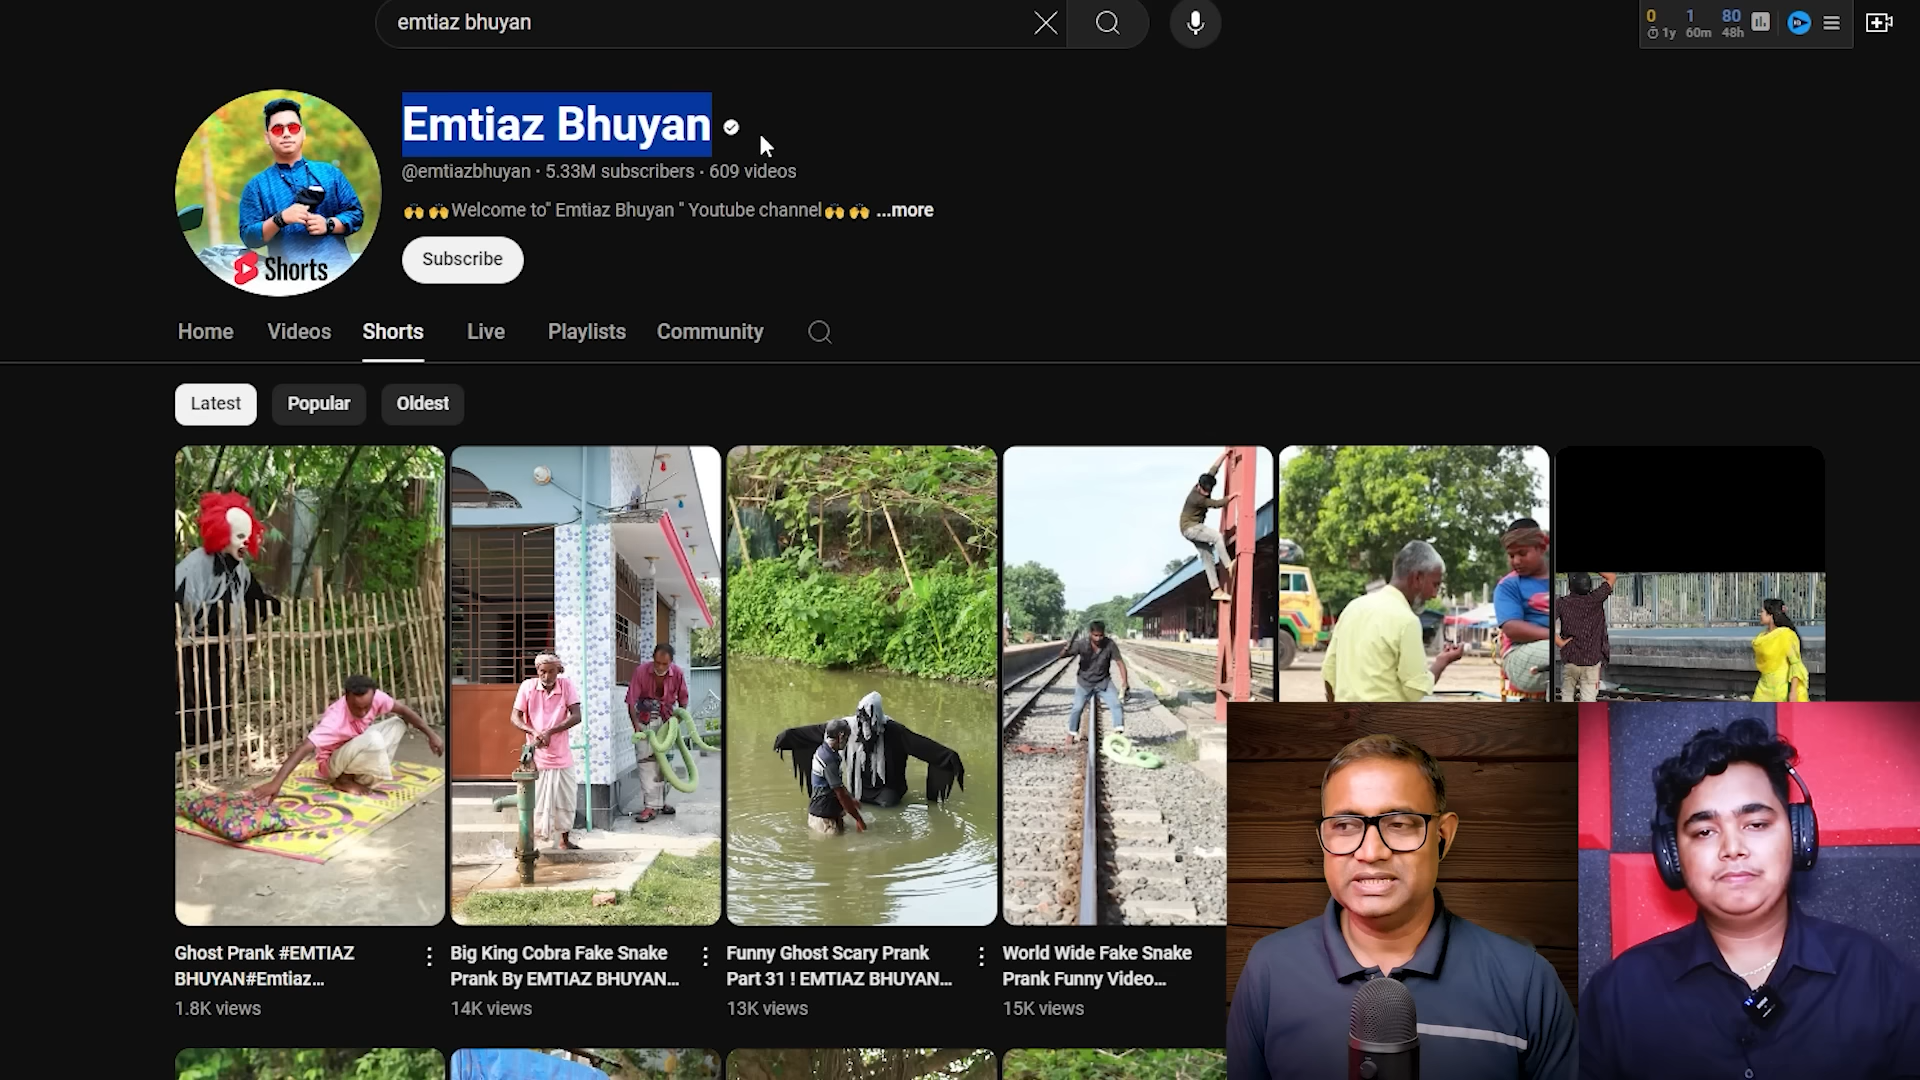 emtiaz bhuyan
0 1 80
1y 60m 48h
Emtiaz Bhuyan
@emtiazbhuyan · 5.33M subscribers · 609 videos
🙌 🙌Welcome to" Emtiaz Bhuyan " Youtube channel🙌 🙌 ...more
Subscribe
Shorts
Home Videos Shorts Live Playlists Community
Latest Popular Oldest
Ghost Prank #EMTIAZ
BHUYAN#Emtiaz...
1.8K views
Big King Cobra Fake Snake
Prank By EMTIAZ BHUYAN...
14K views
Funny Ghost Scary Prank
Part 31 ! EMTIAZ BHUYAN...
13K views
World Wide Fake Snake
Prank Funny Video...
15K views